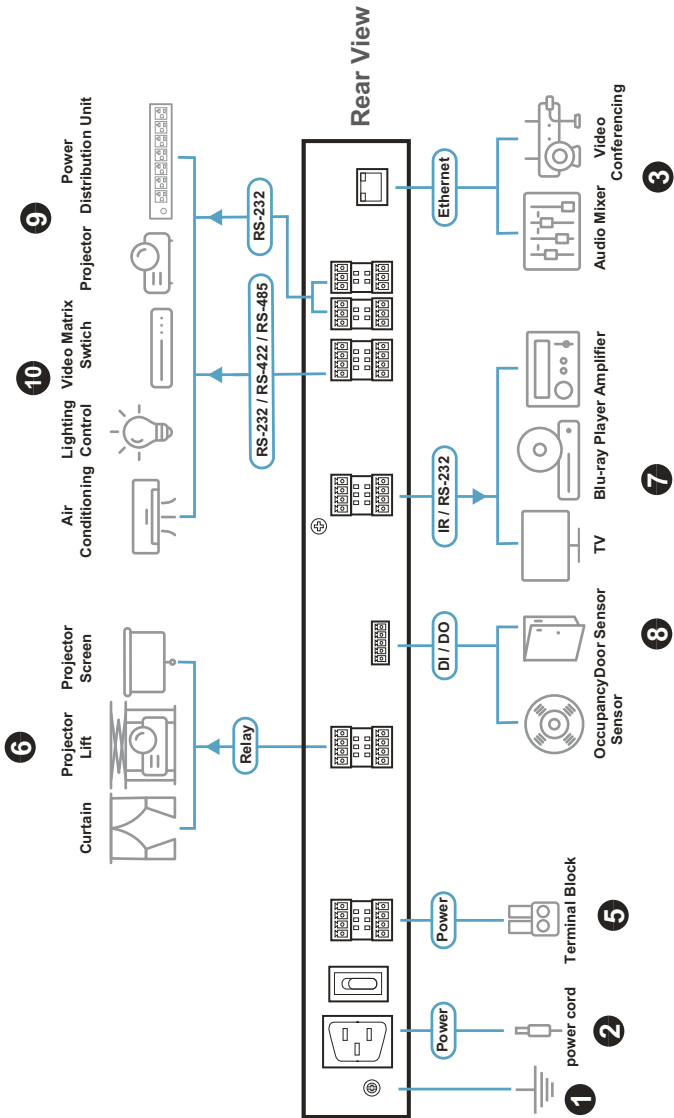 Rear View
6
10
9
Curtain
Projector
Lift
Projector
Screen
Air
Conditioning
Lighting
Control
Video Matrix
Swtich
Projector
Power
Distribution Unit
Relay
RS-232 / RS-422 / RS-485
RS-232
Power
Power
DI / DO
IR / RS-232
Ethernet
power cord
Terminal Block
Occupancy
Sensor
Door Sensor
TV
Blu-ray Player
Amplifier
Audio Mixer
Video
Conferencing
1
2
5
8
7
3